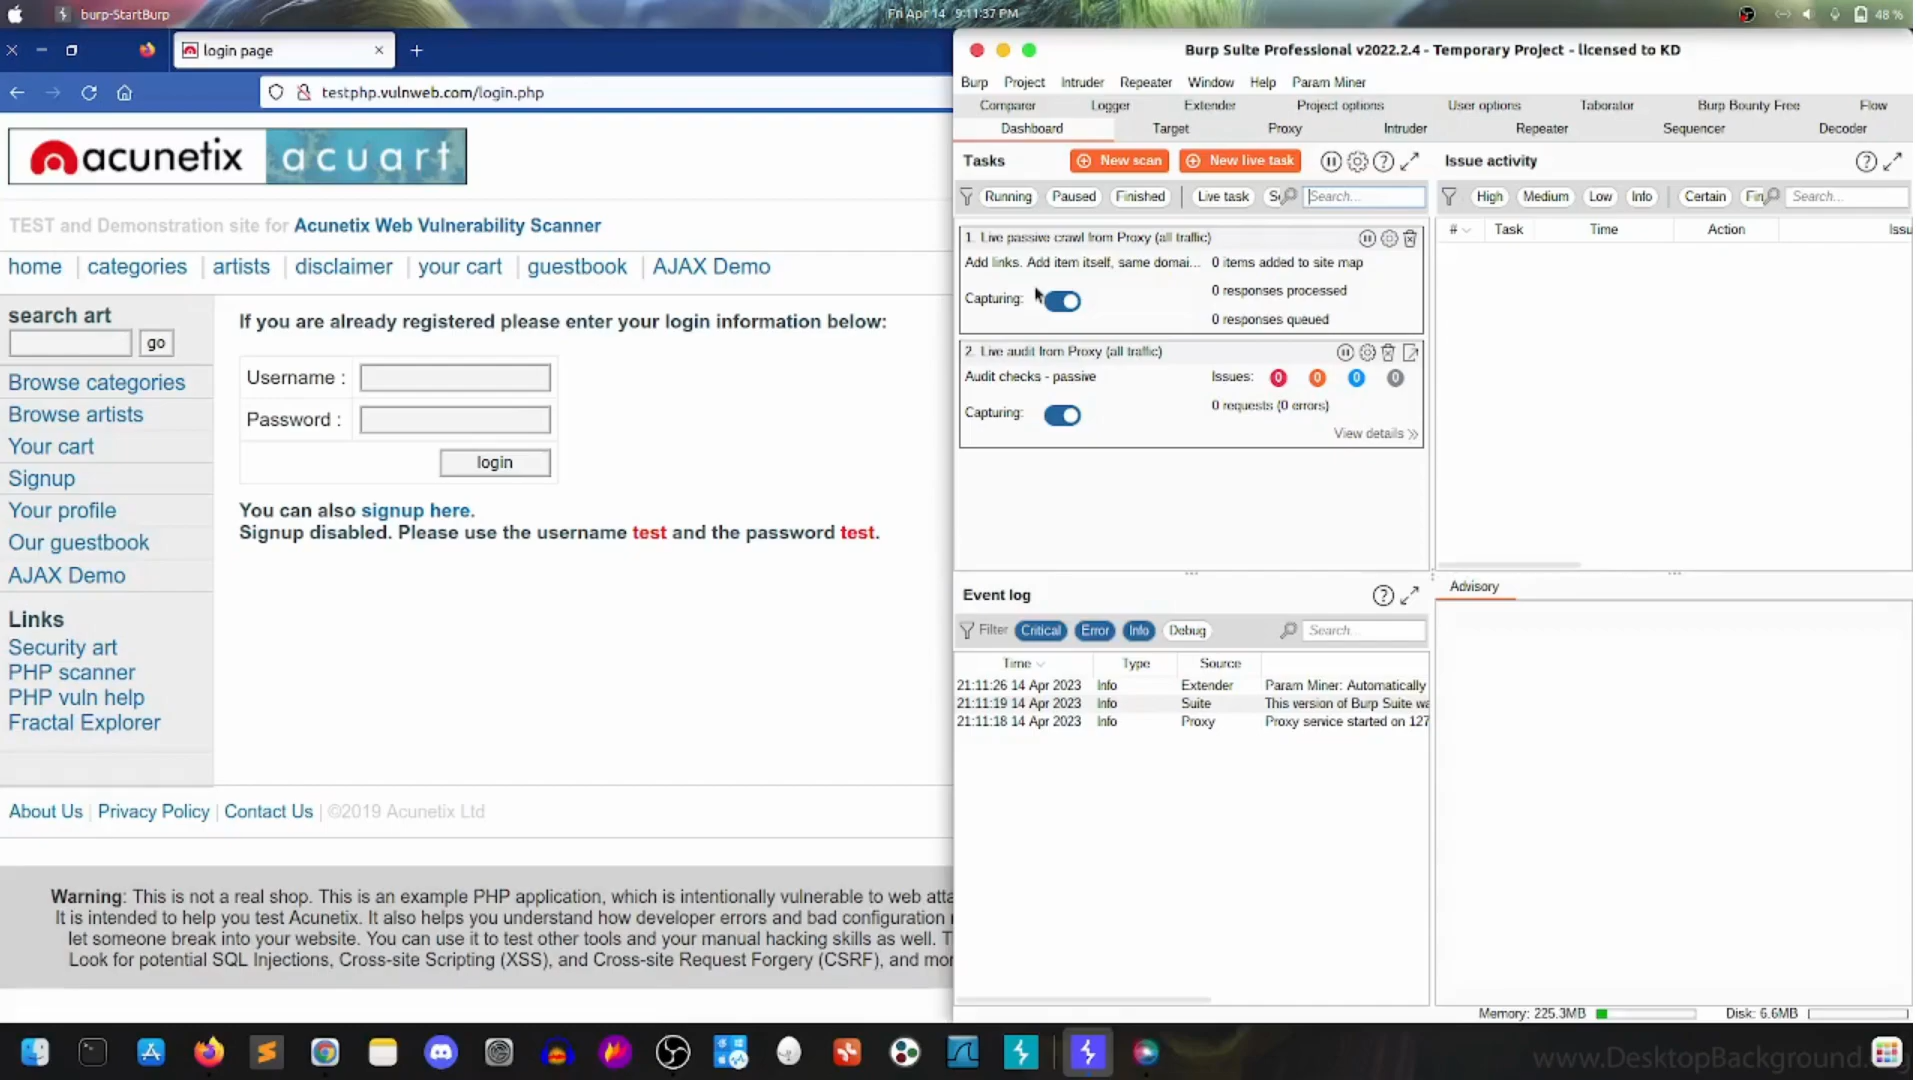 burp-StartBurp
Fri Apr 14 9:11:37 PM
48 %
login page
testphp.vulnweb.com/login.php
acunetix acuart
TEST and Demonstration site for Acunetix Web Vulnerability Scanner
home | categories | artists | disclaimer | your cart | guestbook | AJAX Demo
search art
go
Browse categories
Browse artists
Your cart
Signup
Your profile
Our guestbook
AJAX Demo
Links
Security art
PHP scanner
PHP vuln help
Fractal Explorer
If you are already registered please enter your login information below:
Username :
Password :
login
You can also signup here.
Signup disabled. Please use the username test and the password test.
About Us | Privacy Policy | Contact Us | ©2019 Acunetix Ltd
Warning: This is not a real shop. This is an example PHP application, which is intentionally vulnerable to web atta
It is intended to help you test Acunetix. It also helps you understand how developer errors and bad configuration
let someone break into your website. You can use it to test other tools and your manual hacking skills as well. T
Look for potential SQL Injections, Cross-site Scripting (XSS), and Cross-site Request Forgery (CSRF), and mor
Burp Suite Professional v2022.2.4 - Temporary Project - licensed to KD
Burp Project Intruder Repeater Window Help Param Miner
Comparer Logger Extender Project options User options Taborator Burp Bounty Free Flow
Dashboard Target Proxy Intruder Repeater Sequencer Decoder
Tasks
New scan
New live task
Running Paused Finished Live task Search...
1. Live passive crawl from Proxy (all traffic)
Add links. Add item itself, same domai... 0 items added to site map
0 responses processed
Capturing:
0 responses queued
2. Live audit from Proxy (all traffic)
Audit checks - passive Issues: 0 0 0 0
0 requests (0 errors)
Capturing:
View details
Issue activity
High Medium Low Info Certain Search...
# Task Time Action Issu
Event log
Filter Critical Error Info Debug Search...
Time Type Source
21:11:26 14 Apr 2023 Info Extender Param Miner: Automatically
21:11:19 14 Apr 2023 Info Suite This version of Burp Suite wa
21:11:18 14 Apr 2023 Info Proxy Proxy service started on 127
Advisory
Memory: 225.3MB Disk: 6.6MB
www.DesktopBackground.